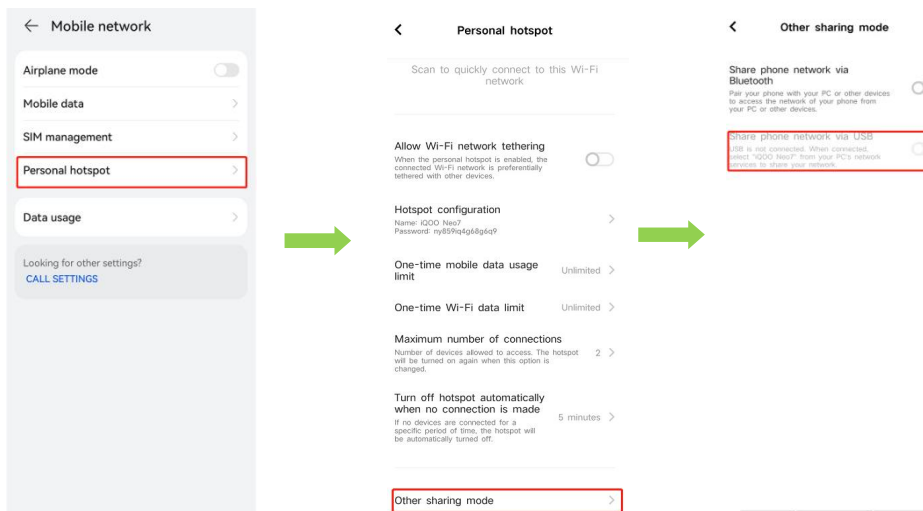 Mobile network
Airplane mode
Mobile data
SIM management
Personal hotspot
Data usage
Looking for other settings?
CALL SETTINGS
Personal hotspot
Scan to quickly connect to this Wi-Fi
network
Allow Wi-Fi network tethering
When the personal hotspot is enabled, the
connected Wi-Fi network is preferentially
tethered with other devices.
Hotspot configuration
Name: iQOO Neo7
Password: ny859iq4g68g6q9
One-time mobile data usage
limit
Unlimited
One-time Wi-Fi data limit
Unlimited
Maximum number of connections
Number of devices allowed to access. The hotspot
will be turned on again when this option is
changed.
2
Turn off hotspot automatically
when no connection is made
If no devices are connected for a
specific period of time, the hotspot will
be automatically turned off.
5 minutes
Other sharing mode
Other sharing mode
Share phone network via
Bluetooth
Pair your phone with your PC or other devices
to access the network of your phone from
your PC or other devices.
Share phone network via USB
USB is not connected. When connected,
select "iQOO Neo7" from your PC's network
services to share your network.